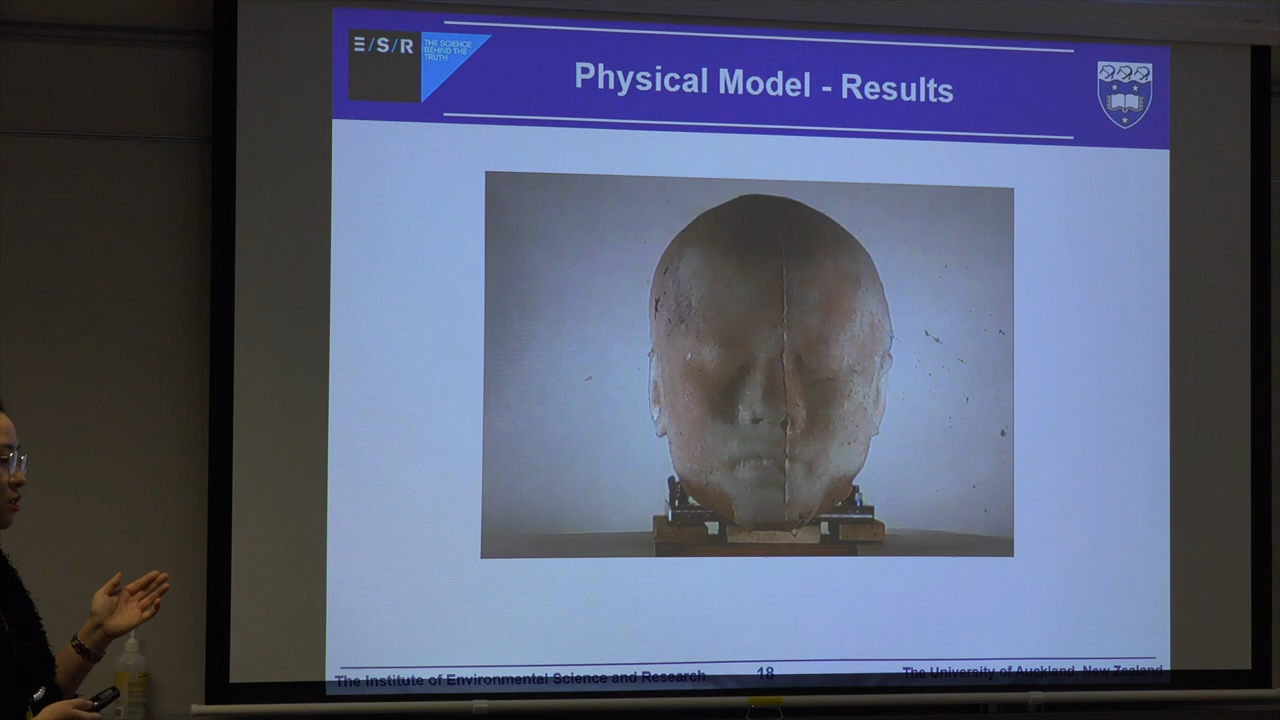 E/S/R
THE SCIENCE
BEHIND THE
TRUTH
Physical Model - Results
The Institute of Environmental Science and Research
18
The University of Auckland, New Zealand